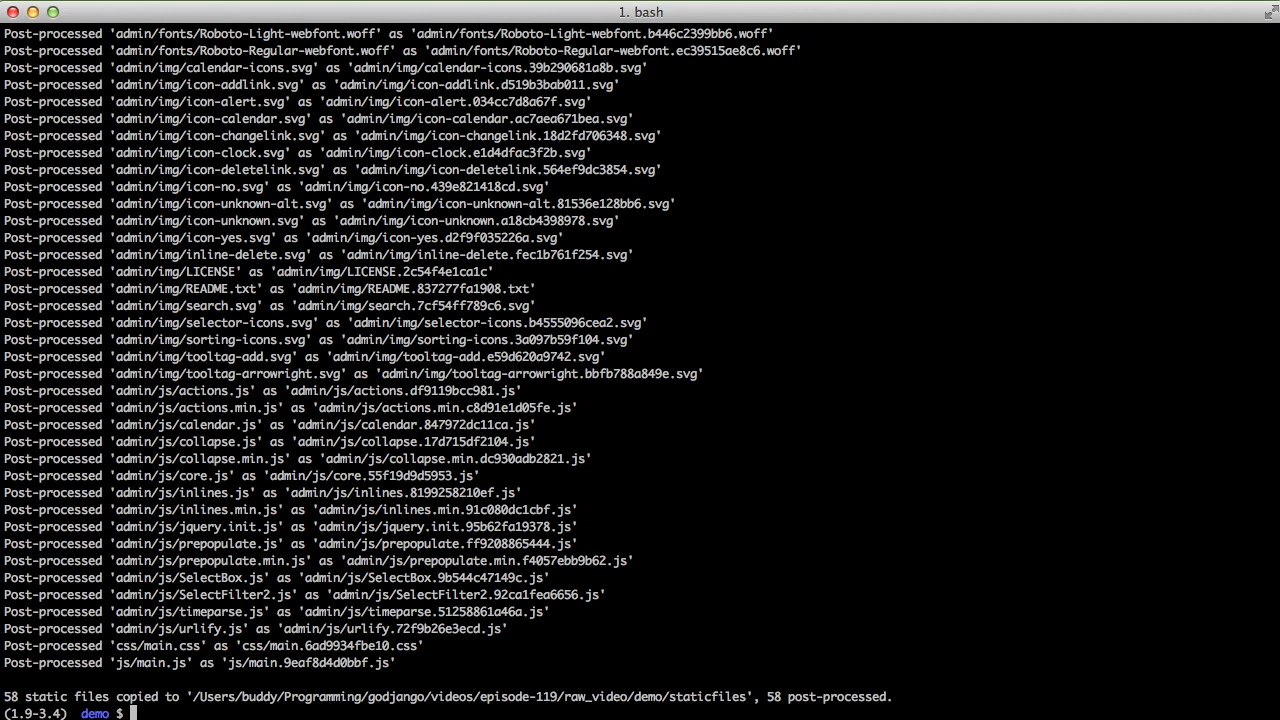 1. bash
Post-processed 'admin/fonts/Roboto-Light-webfont.woff' as 'admin/fonts/Roboto-Light-webfont.b446c2399bb6.woff'
Post-processed 'admin/fonts/Roboto-Regular-webfont.woff' as 'admin/fonts/Roboto-Regular-webfont.ec39515ae8c6.woff'
Post-processed 'admin/img/calendar-icons.svg' as 'admin/img/calendar-icons.39b290681a8b.svg'
Post-processed 'admin/img/icon-addlink.svg' as 'admin/img/icon-addlink.d519b3bab011.svg'
Post-processed 'admin/img/icon-alert.svg' as 'admin/img/icon-alert.034cc7d8a67f.svg'
Post-processed 'admin/img/icon-calendar.svg' as 'admin/img/icon-calendar.ac7aea671bea.svg'
Post-processed 'admin/img/icon-changelink.svg' as 'admin/img/icon-changelink.18d2fd706348.svg'
Post-processed 'admin/img/icon-clock.svg' as 'admin/img/icon-clock.e1d4dfac3f2b.svg'
Post-processed 'admin/img/icon-deletelink.svg' as 'admin/img/icon-deletelink.564ef9dc3854.svg'
Post-processed 'admin/img/icon-no.svg' as 'admin/img/icon-no.439e821418cd.svg'
Post-processed 'admin/img/icon-unknown-alt.svg' as 'admin/img/icon-unknown-alt.81536e128bb6.svg'
Post-processed 'admin/img/icon-unknown.svg' as 'admin/img/icon-unknown.a18cb4398978.svg'
Post-processed 'admin/img/icon-yes.svg' as 'admin/img/icon-yes.d2f9f035226a.svg'
Post-processed 'admin/img/inline-delete.svg' as 'admin/img/inline-delete.fec1b761f254.svg'
Post-processed 'admin/img/LICENSE' as 'admin/img/LICENSE.2c54f4e1ca1c'
Post-processed 'admin/img/README.txt' as 'admin/img/README.837277fa1908.txt'
Post-processed 'admin/img/search.svg' as 'admin/img/search.7cf54ff789c6.svg'
Post-processed 'admin/img/selector-icons.svg' as 'admin/img/selector-icons.b4555096cea2.svg'
Post-processed 'admin/img/sorting-icons.svg' as 'admin/img/sorting-icons.3a097b59f104.svg'
Post-processed 'admin/img/tooltag-add.svg' as 'admin/img/tooltag-add.e59d620a9742.svg'
Post-processed 'admin/img/tooltag-arrowright.svg' as 'admin/img/tooltag-arrowright.bbfb788a849e.svg'
Post-processed 'admin/js/actions.js' as 'admin/js/actions.df9119bcc981.js'
Post-processed 'admin/js/actions.min.js' as 'admin/js/actions.min.c8d91e1d05fe.js'
Post-processed 'admin/js/calendar.js' as 'admin/js/calendar.847972dc11ca.js'
Post-processed 'admin/js/collapse.js' as 'admin/js/collapse.17d715df2104.js'
Post-processed 'admin/js/collapse.min.js' as 'admin/js/collapse.min.dc930adb2821.js'
Post-processed 'admin/js/core.js' as 'admin/js/core.55f19d9d5953.js'
Post-processed 'admin/js/inlines.js' as 'admin/js/inlines.8199258210ef.js'
Post-processed 'admin/js/inlines.min.js' as 'admin/js/inlines.min.91c080dc1cbf.js'
Post-processed 'admin/js/jquery.init.js' as 'admin/js/jquery.init.95b62fa19378.js'
Post-processed 'admin/js/prepopulate.js' as 'admin/js/prepopulate.ff9208865444.js'
Post-processed 'admin/js/prepopulate.min.js' as 'admin/js/prepopulate.min.f4057ebb9b62.js'
Post-processed 'admin/js/SelectBox.js' as 'admin/js/SelectBox.9b544c47149c.js'
Post-processed 'admin/js/SelectFilter2.js' as 'admin/js/SelectFilter2.92ca1fea6656.js'
Post-processed 'admin/js/timeparse.js' as 'admin/js/timeparse.51258861a46a.js'
Post-processed 'admin/js/urlify.js' as 'admin/js/urlify.72f9b26e3ecd.js'
Post-processed 'css/main.css' as 'css/main.6ad9934fbe10.css'
Post-processed 'js/main.js' as 'js/main.9eaf8d4d0bbf.js'
58 static files copied to '/Users/buddy/Programming/godjango/videos/episode-119/raw_video/demo/staticfiles', 58 post-processed.
(1.9-3.4) demo $